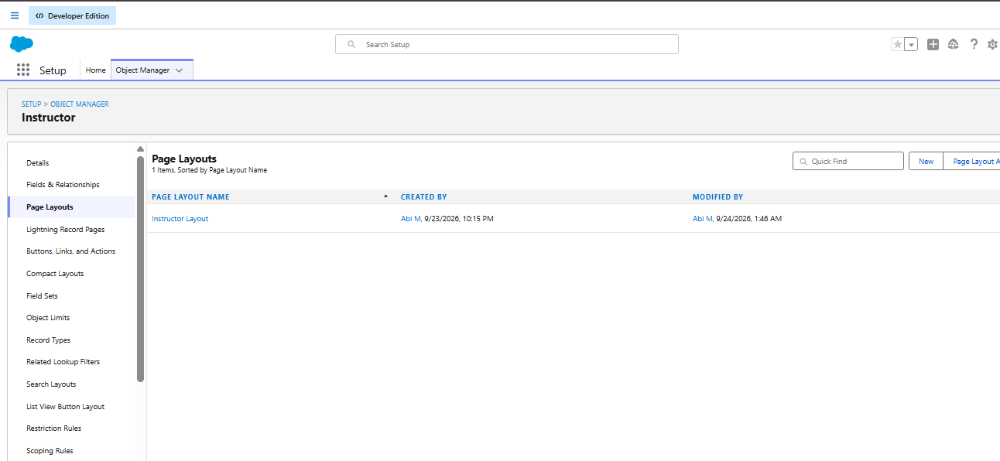 Developer Edition
Search Setup
Setup
Home
Object Manager
SETUP > OBJECT MANAGER
Instructor
Details
Fields & Relationships
Page Layouts
Lightning Record Pages
Buttons, Links, and Actions
Compact Layouts
Field Sets
Object Limits
Record Types
Related Lookup Filters
Search Layouts
List View Button Layout
Restriction Rules
Scoping Rules
Page Layouts
1 Items, Sorted by Page Layout Name
Quick Find
New
Page Layout A
PAGE LAYOUT NAME CREATED BY MODIFIED BY
Instructor Layout Abi M, 9/23/2026, 10:15 PM Abi M, 9/24/2026, 1:46 AM